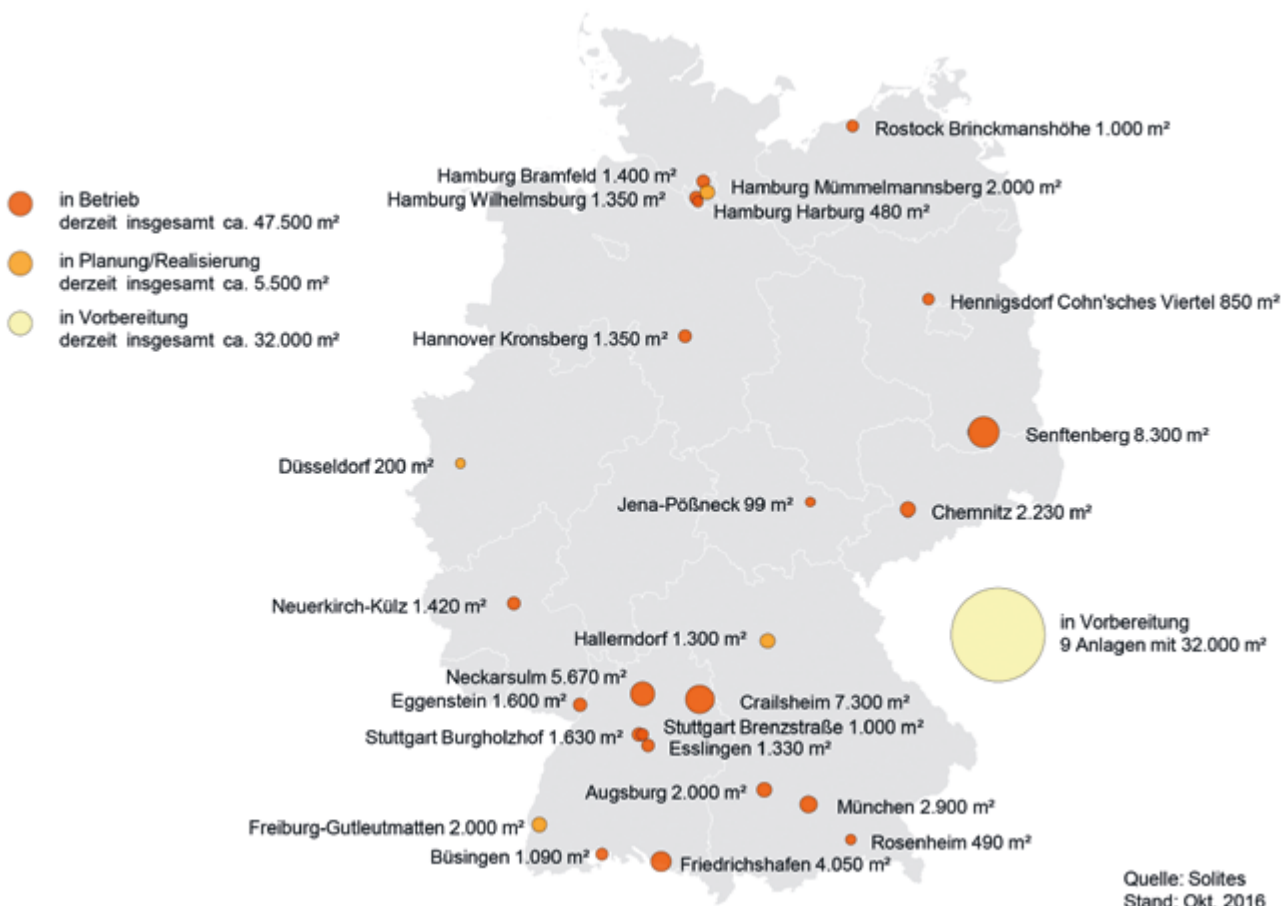 Rostock Brinckmanshöhe 1.000 m²
Hamburg Bramfeld 1.400 m²
Hamburg Mümmelmannsberg 2.000 m²
Hamburg Wilhelmsburg 1.350 m²
Hamburg Harburg 480 m²
in Betrieb
derzeit insgesamt ca. 47.500 m²
in Planung/Realisierung
derzeit insgesamt ca. 5.500 m²
in Vorbereitung
derzeit insgesamt ca. 32.000 m²
Hennigsdorf Cohn'sches Viertel 850 m²
Hannover Kronsberg 1.350 m²
Senftenberg 8.300 m²
Düsseldorf 200 m²
Jena-Pößneck 99 m²
Chemnitz 2.230 m²
Neuerkirch-Külz 1.420 m²
in Vorbereitung
9 Anlagen mit 32.000 m²
Hallerndorf 1.300 m²
Neckarsulm 5.670 m²
Eggenstein 1.600 m²
Crailsheim 7.300 m²
Stuttgart Brenzstraße 1.000 m²
Stuttgart Burgholzhof 1.630 m²
Esslingen 1.330 m²
Augsburg 2.000 m²
München 2.900 m²
Freiburg-Gutleutmatten 2.000 m²
Rosenheim 490 m²
Büsingen 1.090 m²
Friedrichshafen 4.050 m²
Quelle: Solites
Stand: Okt. 2016